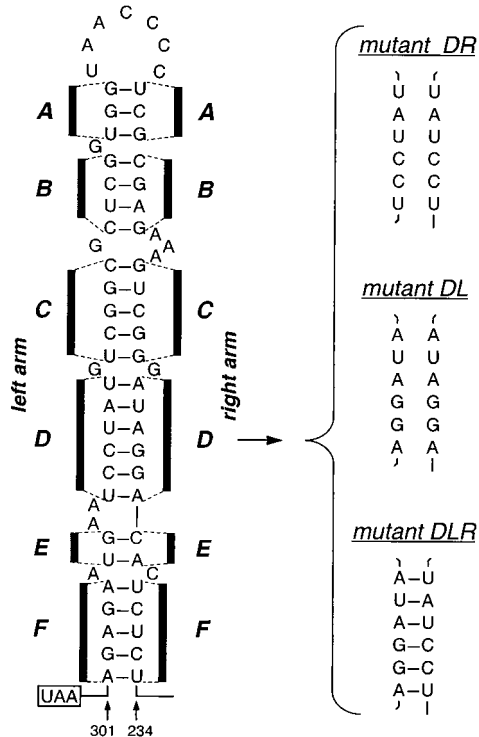 C
A C
A C
U C
G–U
A G–C A
U–G
G
G–C
B C–G B
U–A
C–G A
G A
A
C–G
G–U
C G–C C
C–G
U–G
G G
left arm
right arm
U–A
A–U
D U–A D
C–G
C–G
U–A
A
A
E G–C E
U–A
A C
A–U
G–C
F A–U F
G–C
A–U
UAA
301 234
mutant DR
U U
A A
U U
C C
C C
U U
mutant DL
A A
U U
A A
G G
G G
A A
mutant DLR
A–U
U–A
A–U
G–C
G–C
A–U